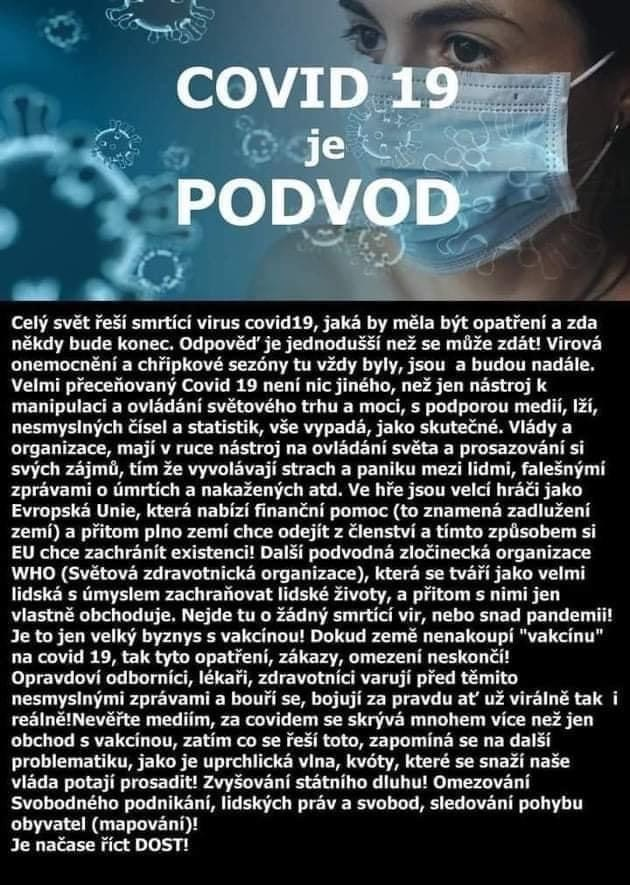 COVID 19
je
PODVOD
Celý svět řeší smrtící virus covid19, jaká by měla být opatření a zda
někdy bude konec. Odpověď je jednodušší než se může zdát! Virová
onemocnění a chřipkové sezóny tu vždy byly, jsou  a budou nadále.
Velmi přeceňovaný Covid 19 není nic jiného, než jen nástroj k
manipulaci a ovládání světového trhu a moci, s podporou medií, lží,
nesmyslných čísel a statistik, vše vypadá, jako skutečné. Vlády a
organizace, mají v ruce nástroj na ovládání světa a prosazování si
svých zájmů, tím že vyvolávají strach a paniku mezi lidmi, falešnými
zprávami o úmrtích a nakažených atd. Ve hře jsou velcí hráči jako
Evropská Unie, která nabízí finanční pomoc (to znamená zadlužení
zemí) a přitom plno zemí chce odejít z členství a tímto způsobem si
EU chce zachránít existenci! Další podvodná zločinecká organizace
WHO (Světová zdravotnická organizace), která se tváří jako velmi
lidská s úmyslem zachraňovat lidské životy, a přitom s nimi jen
vlastně obchoduje. Nejde tu o žádný smrtící vir, nebo snad pandemii!
Je to jen velký byznys s vakcínou! Dokud země nenakoupí "vakcínu"
na covid 19, tak tyto opatření, zákazy, omezení neskončí!
Opravdoví odborníci, lékaři, zdravotníci varují před těmito
nesmyslnými zprávami a bouří se, bojují za pravdu ať už virálně tak  i
reálně!Nevěřte mediím, za covidem se skrývá mnohem více než jen
obchod s vakcínou, zatím co se řeší toto, zapomíná se na další
problematiku, jako je uprchlická vlna, kvóty, které se snaží naše
vláda potají prosadit! Zvyšování státního dluhu! Omezování
Svobodného podnikání, lidských práv a svobod, sledování pohybu
obyvatel (mapování)!
Je načase říct DOST!